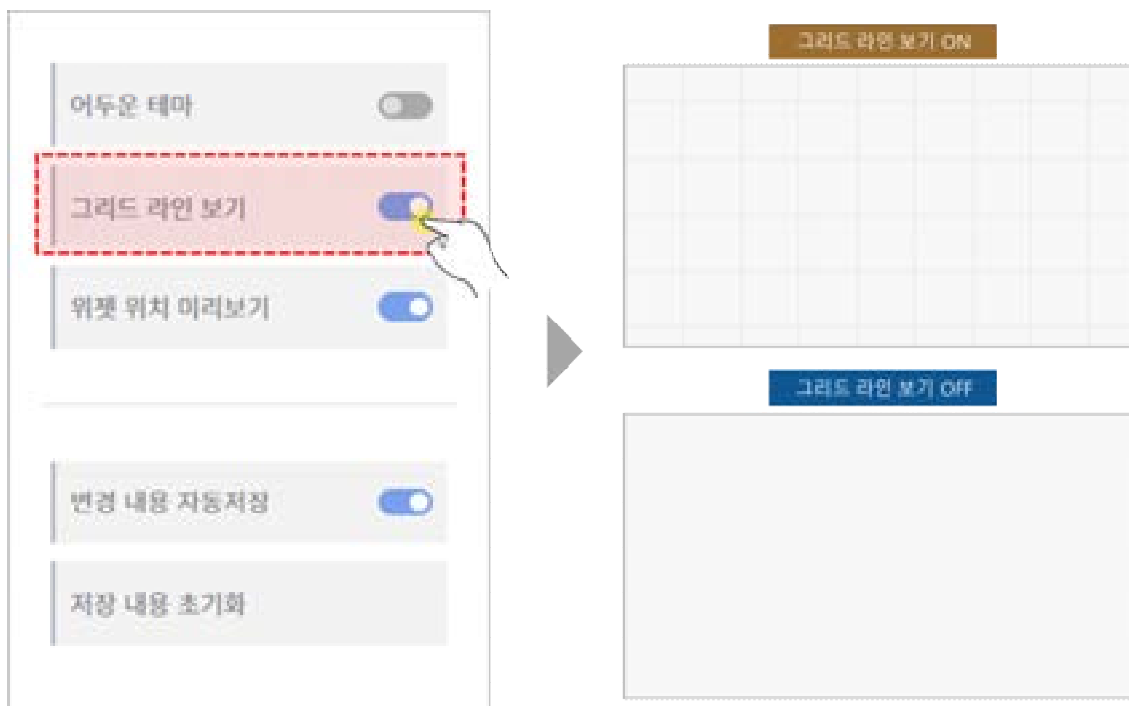 어두운 테마
그리드 라인 보기
위젯 위치 미리보기
변경 내용 자동저장
저장 내용 초기화
그리드 라인 보기 ON
그리드 라인 보기 OFF